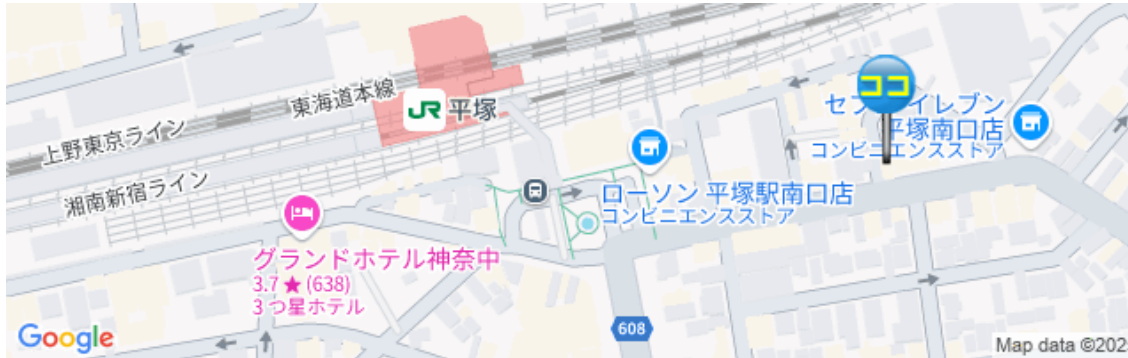 東海道本線
JR 平塚
上野東京ライン
湘南新宿ライン
ココ
セブ イレブン
平塚南口店
コンビニエンスストア
ローソン 平塚駅南口店
コンビニエンスストア
グランドホテル神奈中
3.7 ★ (638)
3 つ星ホテル
608
Google
Map data ©202